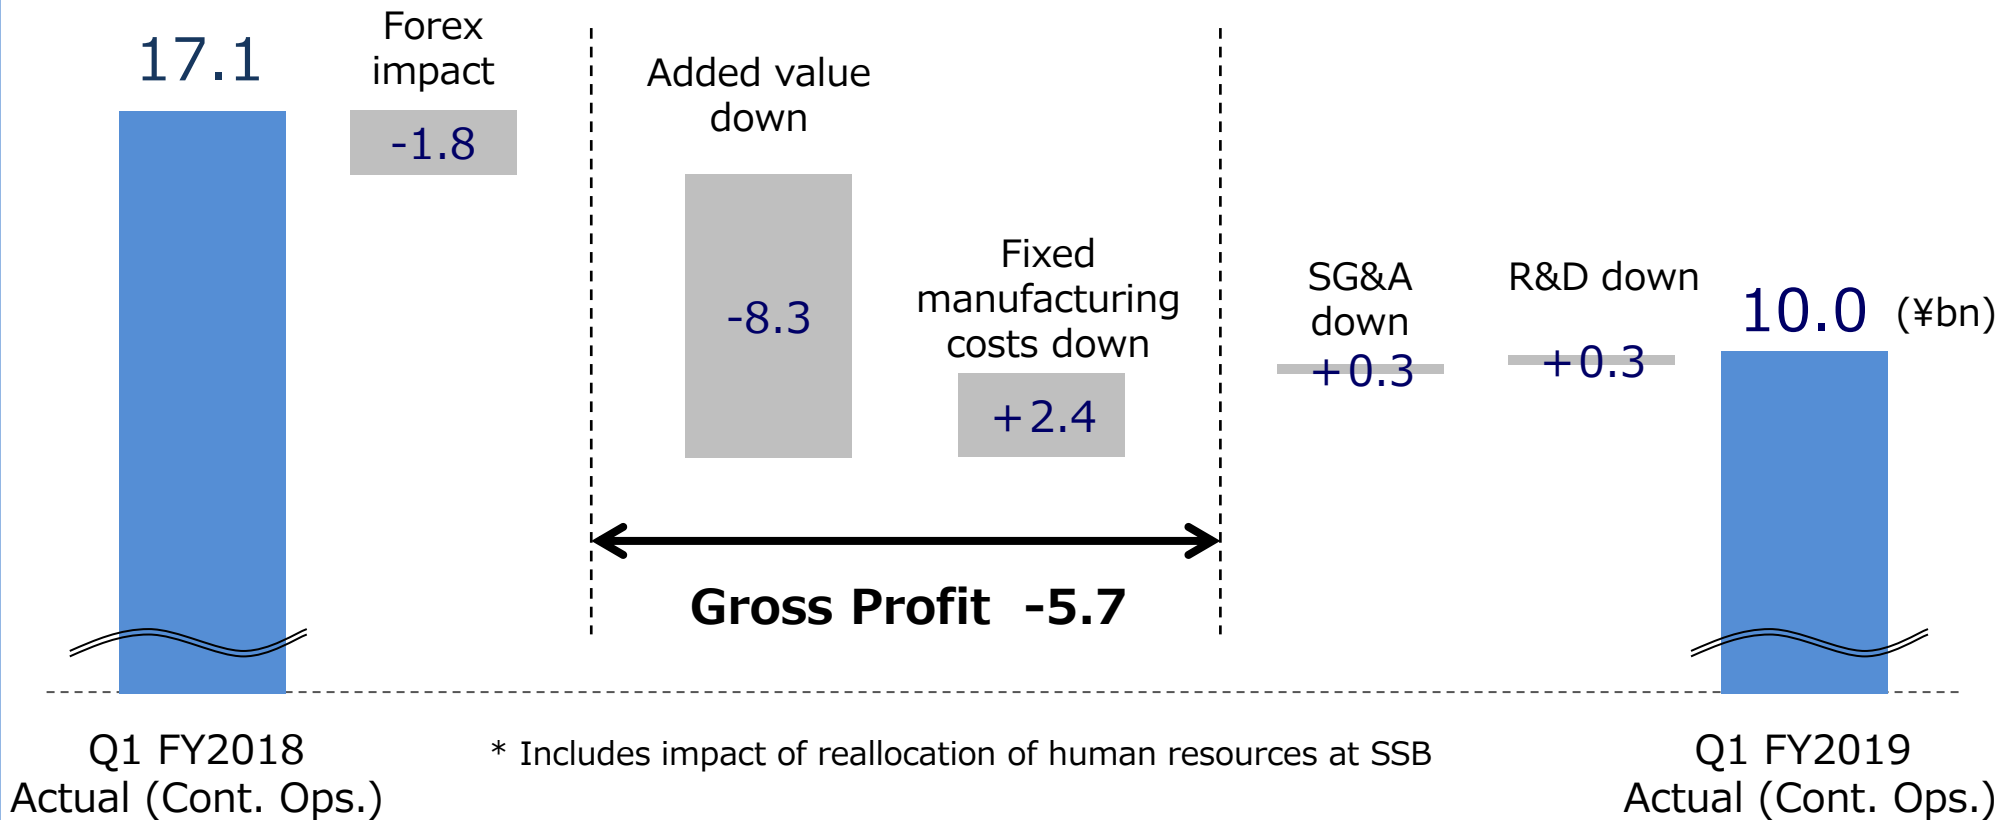 17.1
Forex
impact
-1.8
Added value
down
-8.3
Fixed
manufacturing
costs down
+2.4
Gross Profit -5.7
SG&A
down
+0.3
R&D down
+0.3
10.0 (¥bn)
Q1 FY2018
Actual (Cont. Ops.)
* Includes impact of reallocation of human resources at SSB
Q1 FY2019
Actual (Cont. Ops.)